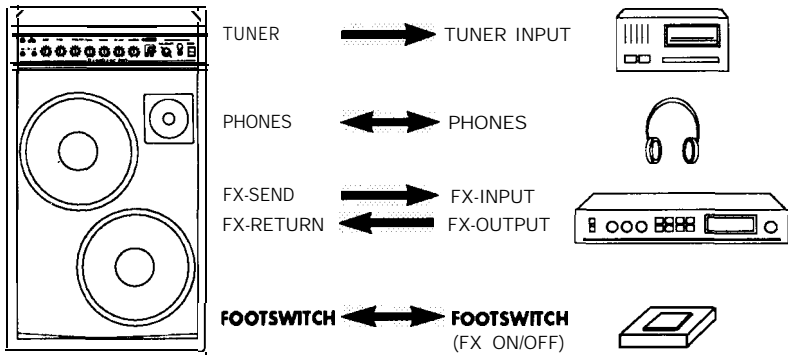 TUNER TUNER INPUT
PHONES PHONES
FX-SEND FX-INPUT
FX-RETURN FX-OUTPUT
FOOTSWITCH FOOTSWITCH
(FX ON/OFF)